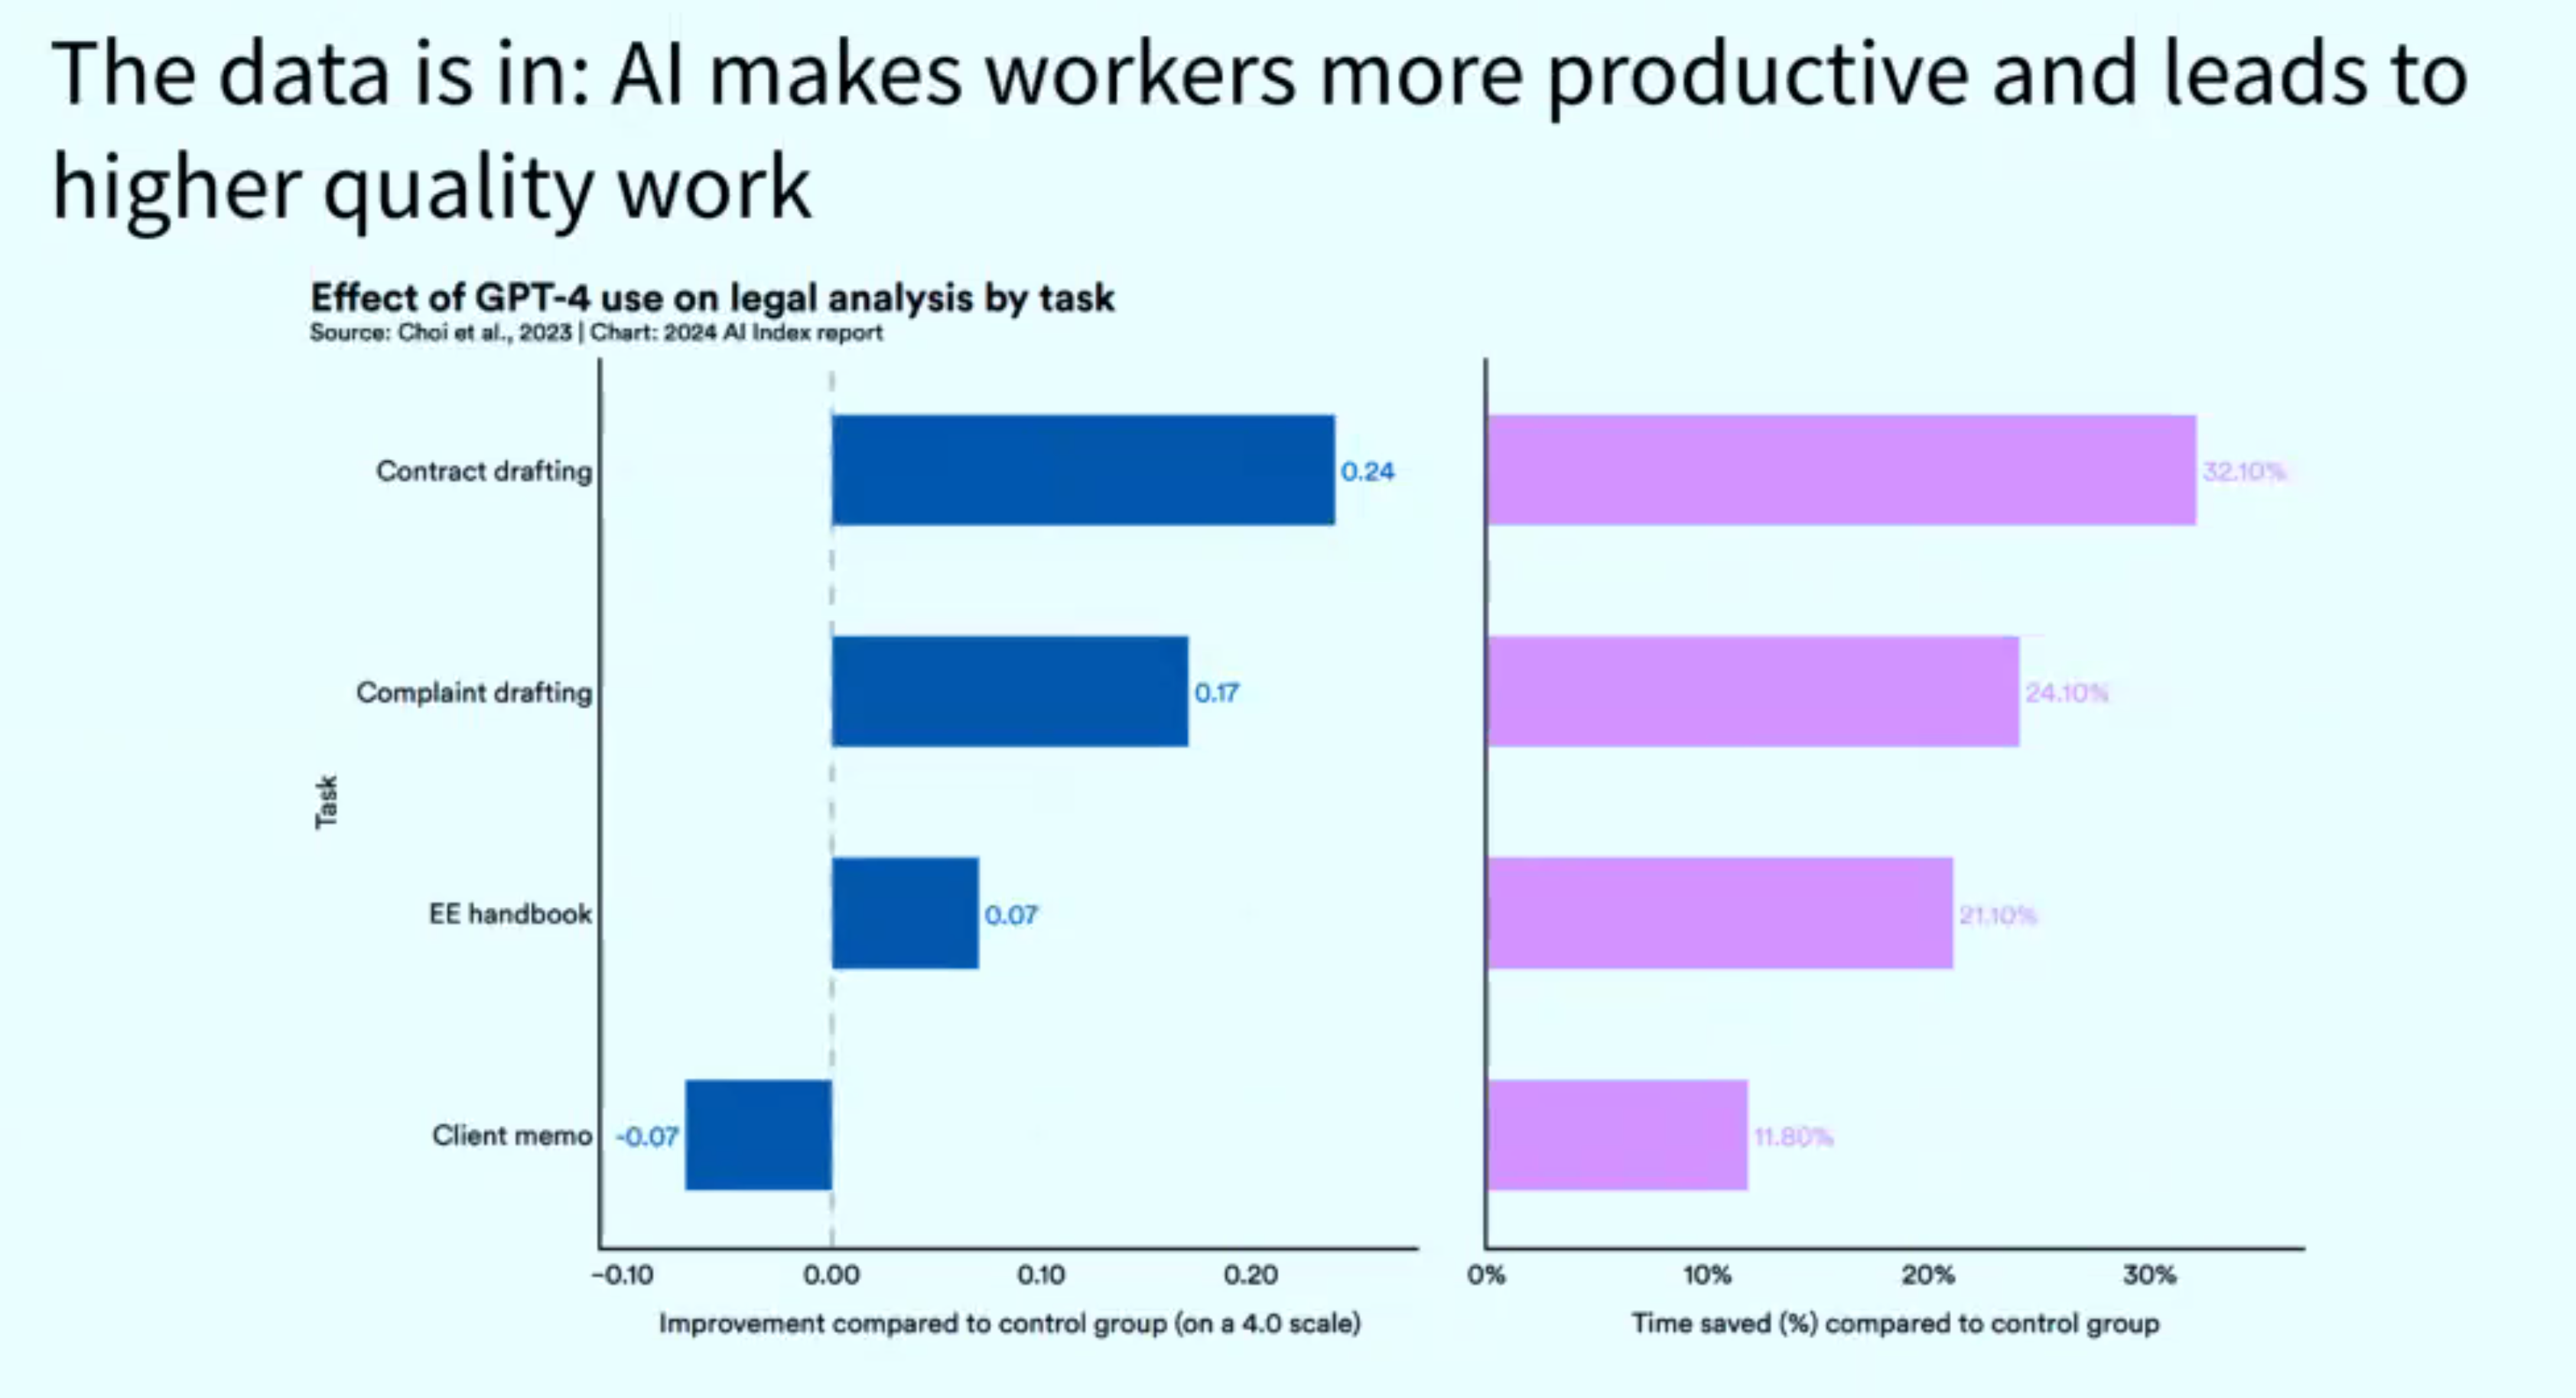 The data is in: AI makes workers more productive and leads to
higher quality work
Effect of GPT-4 use on legal analysis by task
Source: Choi et al., 2023 | Chart: 2024 AI Index report
Task
Contract drafting
0.24
32.10%
Complaint drafting
0.17
24.10%
EE handbook
0.07
21.10%
Client memo
-0.07
11.80%
−0.10 0.00 0.10 0.20
0% 10% 20% 30%
Improvement compared to control group (on a 4.0 scale)
Time saved (%) compared to control group